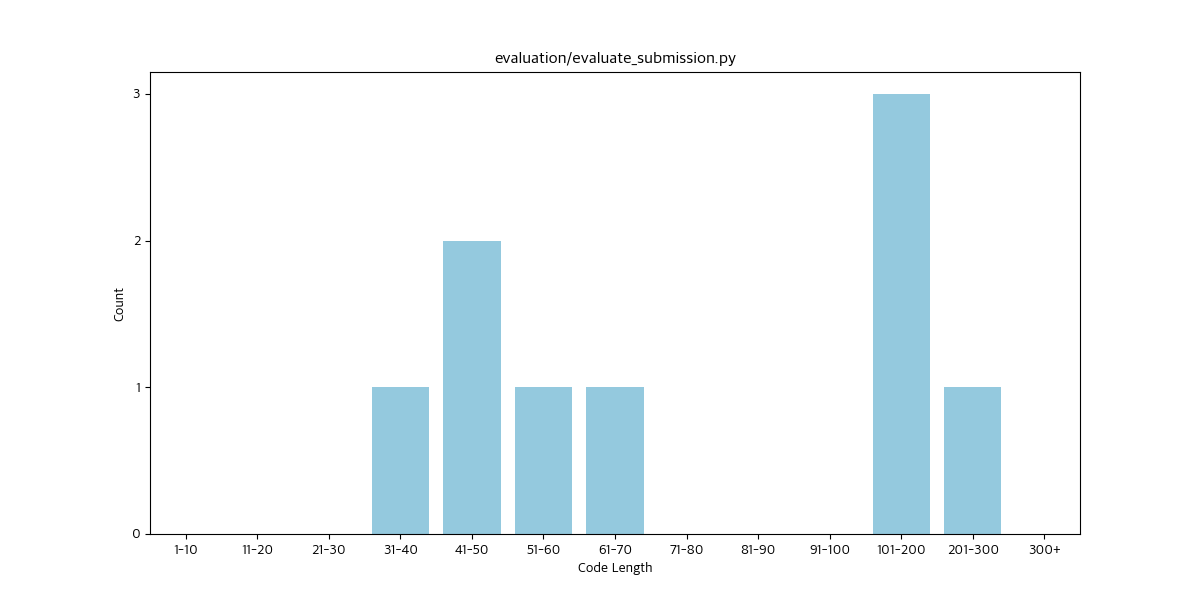 evaluation/evaluate_submission.py
3
2
1
0
Count
1-10 11-20 21-30 31-40 41-50 51-60 61-70 71-80 81-90 91-100 101-200 201-300 300+
Code Length